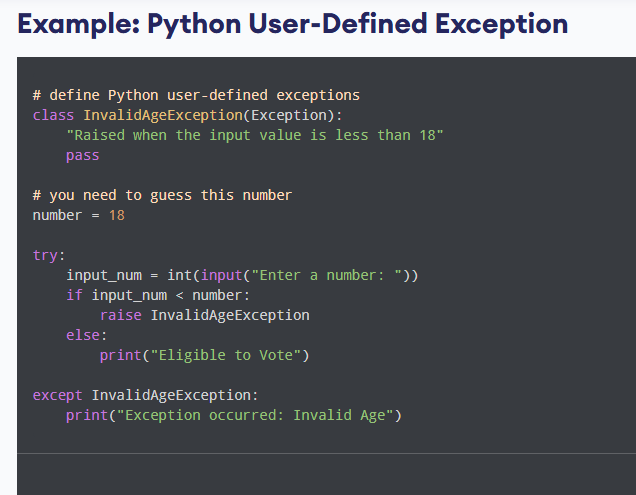 Example: Python User-Defined Exception
# define Python user-defined exceptions
class InvalidAgeException(Exception):
    "Raised when the input value is less than 18"
    pass
# you need to guess this number
number = 18
try:
    input_num = int(input("Enter a number: "))
    if input_num < number:
        raise InvalidAgeException
    else:
        print("Eligible to Vote")
except InvalidAgeException:
    print("Exception occurred: Invalid Age")